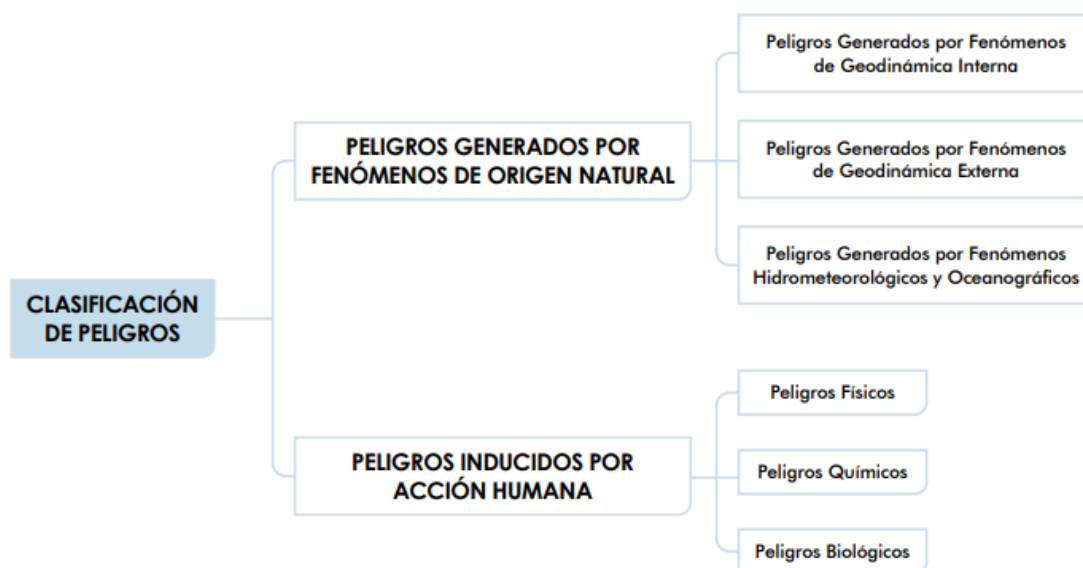 CLASIFICACIÓN
DE PELIGROS
PELIGROS GENERADOS POR
FENÓMENOS DE ORIGEN NATURAL
Peligros Generados por Fenómenos
de Geodinámica Interna
Peligros Generados por Fenómenos
de Geodinámica Externa
Peligros Generados por Fenómenos
Hidrometeorológicos y Oceanográficos
PELIGROS INDUCIDOS POR
ACCIÓN HUMANA
Peligros Físicos
Peligros Químicos
Peligros Biológicos